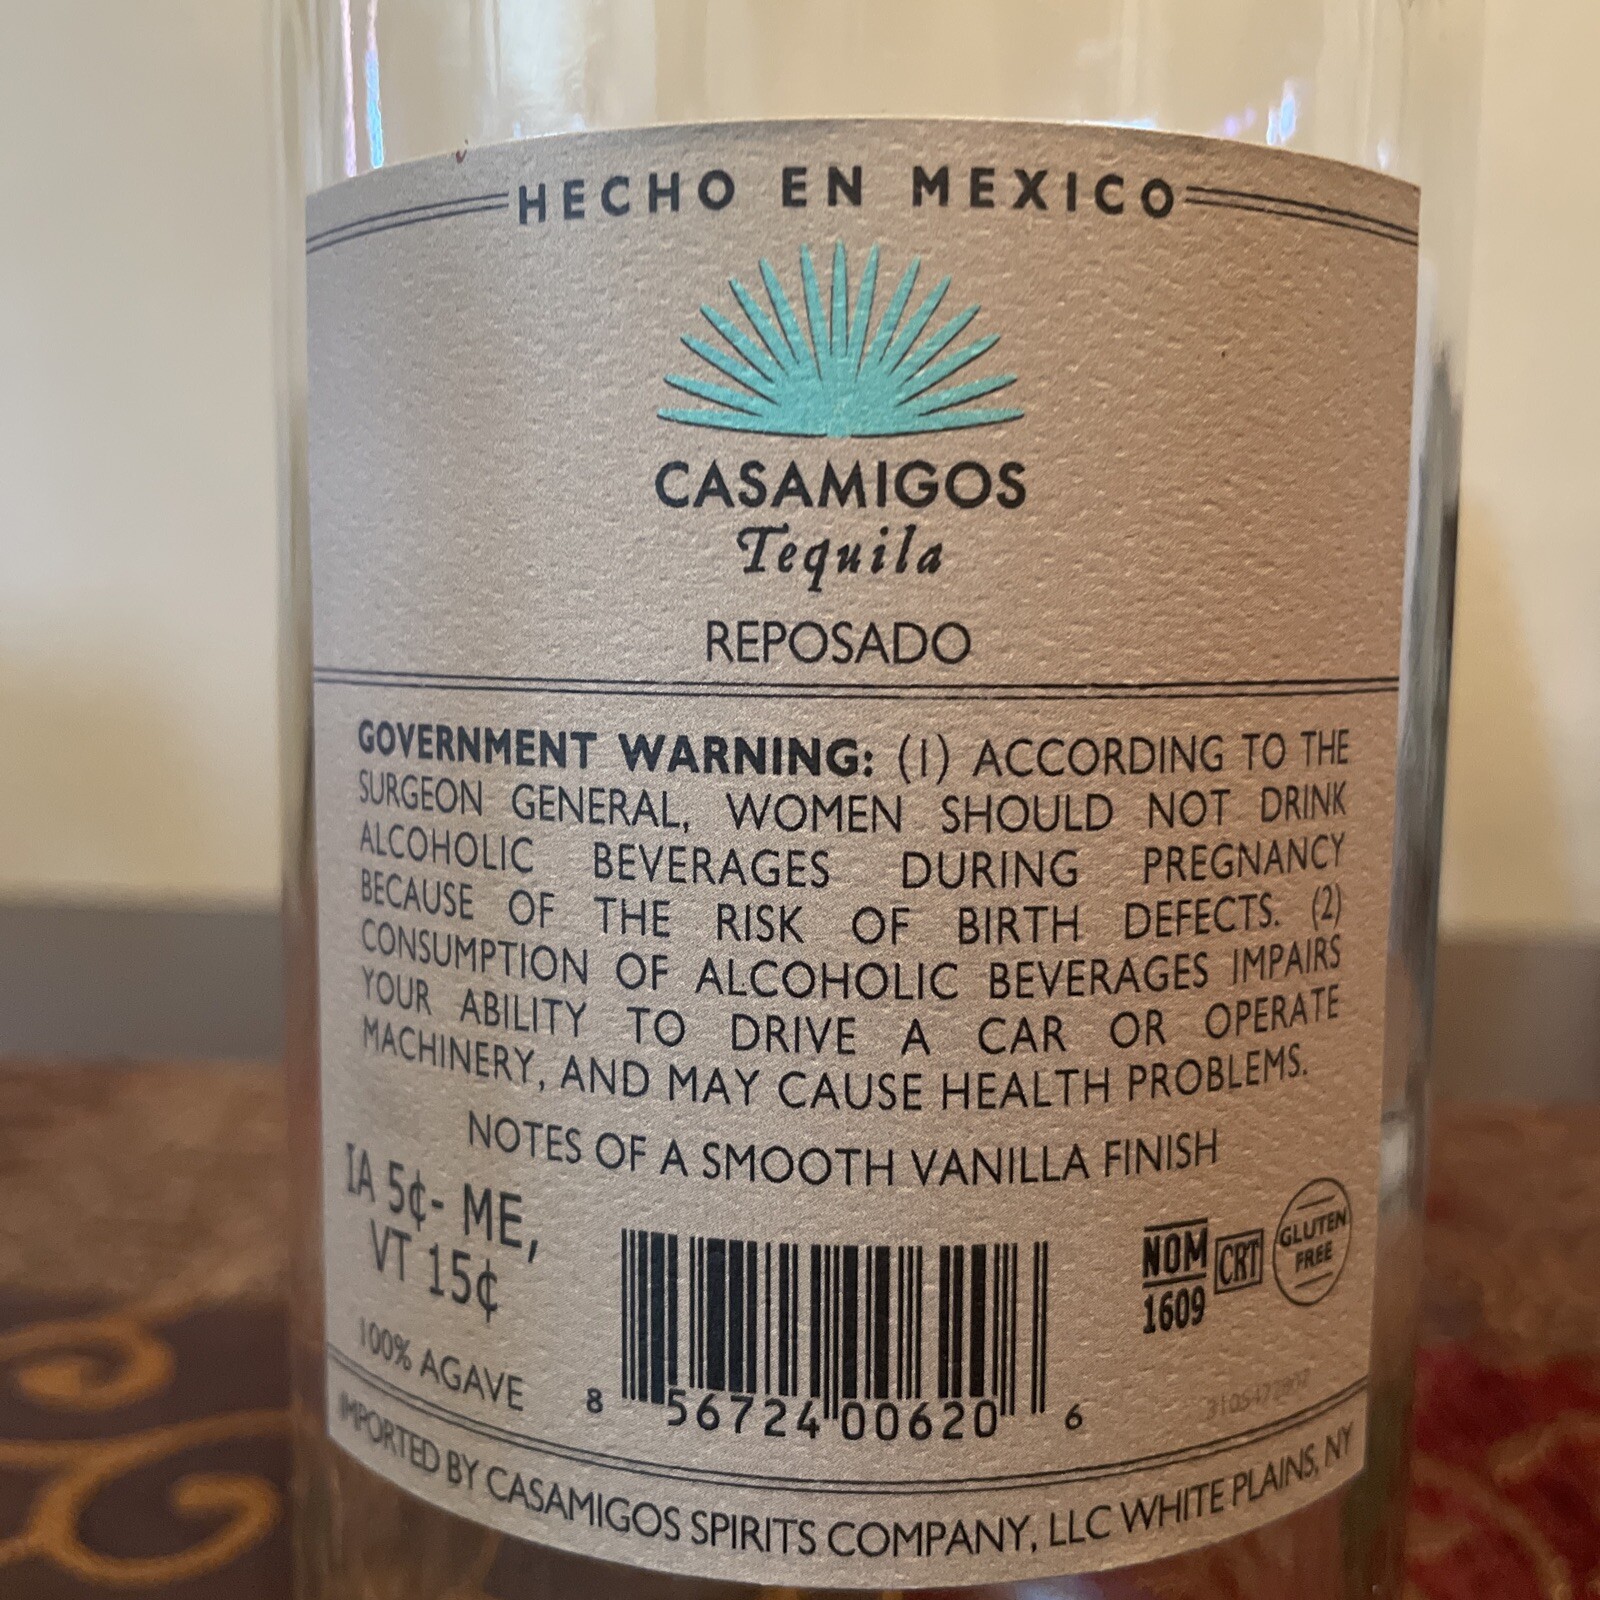 HECHO EN MEXICO
CASAMIGOS
Tequila
REPOSADO
GOVERNMENT WARNING: (1) ACCORDING TO THE
SURGEON GENERAL, WOMEN SHOULD NOT DRINK
ALCOHOLIC BEVERAGES DURING PREGNANCY
BECAUSE OF THE RISK OF BIRTH DEFECTS. (2)
CONSUMPTION OF ALCOHOLIC BEVERAGES IMPAIRS
YOUR ABILITY TO DRIVE A CAR OR OPERATE
MACHINERY, AND MAY CAUSE HEALTH PROBLEMS.
NOTES OF A SMOOTH VANILLA FINISH
IA 5¢- ME,
VT 15¢
100% AGAVE
8 56724 00620 6
NOM
1609
CRT
GLUTEN
FREE
IMPORTED BY CASAMIGOS SPIRITS COMPANY, LLC WHITE PLAINS, NY